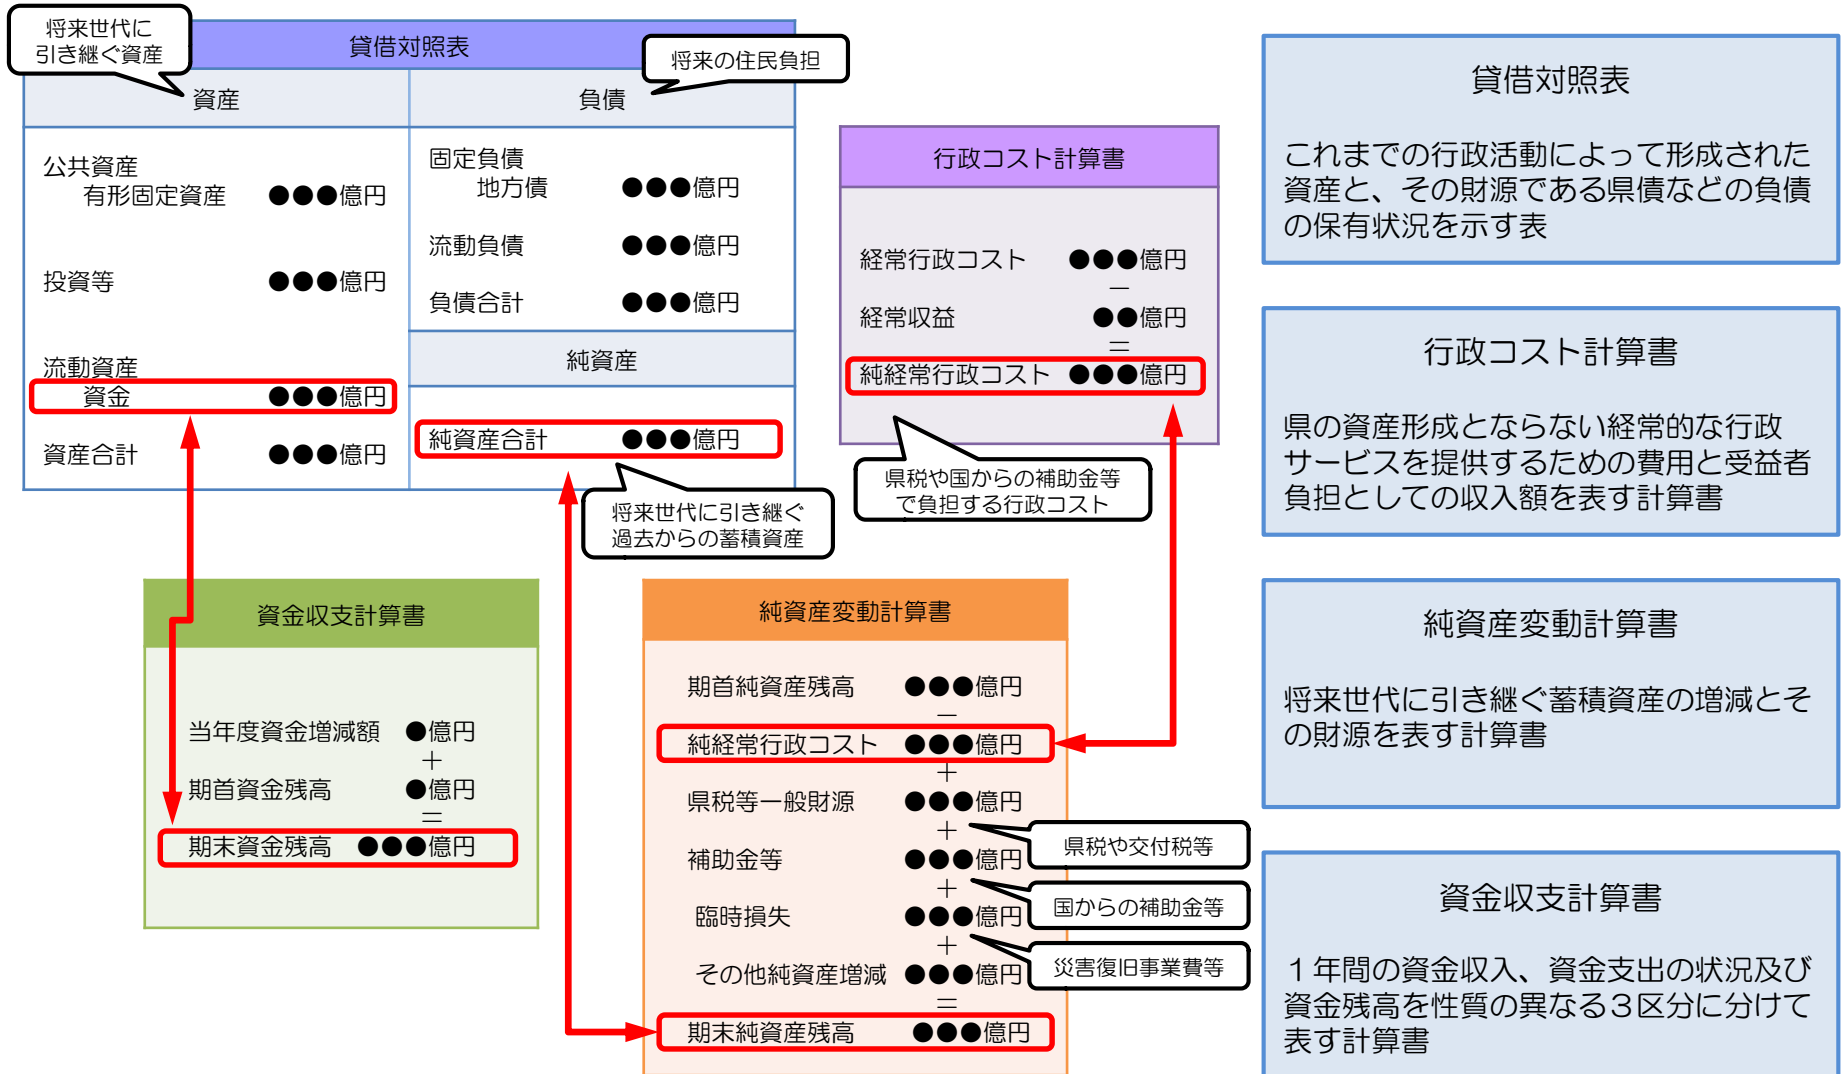 将来世代に
引き継ぐ資産
貸借対照表
将来の住民負担
資産
負債
公共資産
有形固定資産 ●●●億円
投資等 ●●●億円
流動資産
資金 ●●●億円
資産合計 ●●●億円
固定負債
地方債 ●●●億円
流動負債 ●●●億円
負債合計 ●●●億円
純資産
純資産合計 ●●●億円
将来世代に引き継ぐ
過去からの蓄積資産
行政コスト計算書
経常行政コスト ●●●億円
－
経常収益 ●●億円
＝
純経常行政コスト ●●●億円
県税や国からの補助金等
で負担する行政コスト
資金収支計算書
当年度資金増減額 ●億円
＋
期首資金残高 ●億円
＝
期末資金残高 ●●●億円
純資産変動計算書
期首純資産残高 ●●●億円
－
純経常行政コスト ●●●億円
＋
県税等一般財源 ●●●億円
＋
県税や交付税等
補助金等 ●●●億円
＋
国からの補助金等
臨時損失 ●●●億円
＋
災害復旧事業費等
その他純資産増減 ●●●億円
＝
期末純資産残高 ●●●億円
貸借対照表
これまでの行政活動によって形成された
資産と、その財源である県債などの負債
の保有状況を示す表
行政コスト計算書
県の資産形成とならない経常的な行政
サービスを提供するための費用と受益者
負担としての収入額を表す計算書
純資産変動計算書
将来世代に引き継ぐ蓄積資産の増減とそ
の財源を表す計算書
資金収支計算書
１年間の資金収入、資金支出の状況及び
資金残高を性質の異なる３区分に分けて
表す計算書